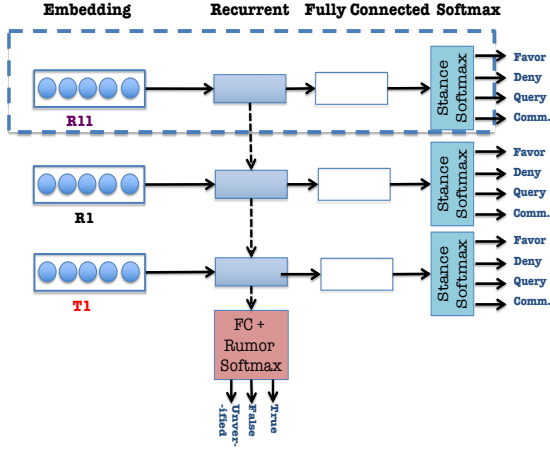 Embedding Recurrent Fully Connected Softmax
R11
Stance
Softmax
Favor
Deny
Query
Comm.
R1
Stance
Softmax
Favor
Deny
Query
Comm.
T1
Stance
Softmax
Favor
Deny
Query
Comm.
FC +
Rumor
Softmax
Unver-
-ified
False
True